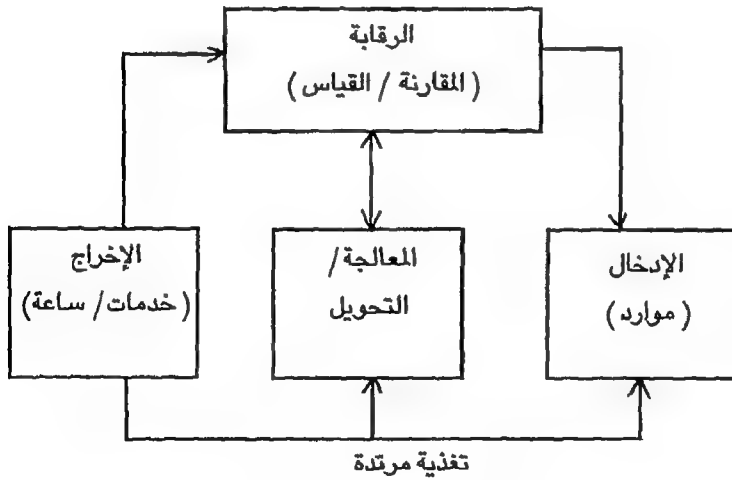 الرقابة
(المقارنة / القياس)
الإدخال
(موارد)
المعالجة/
التحويل
الإخراج
(خدمات/ ساعة)
تغذية مرتدة